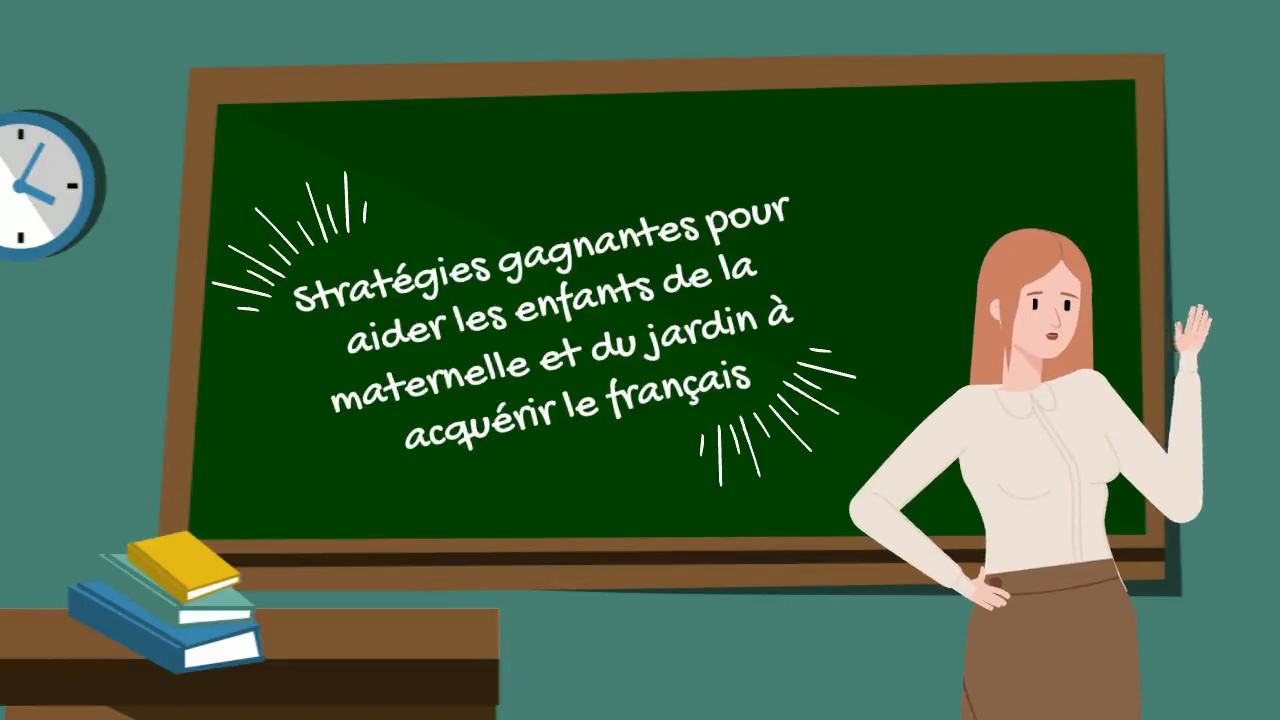 Stratégies gagnantes pour
aider les enfants de la
maternelle et du jardin à
acquérir le français